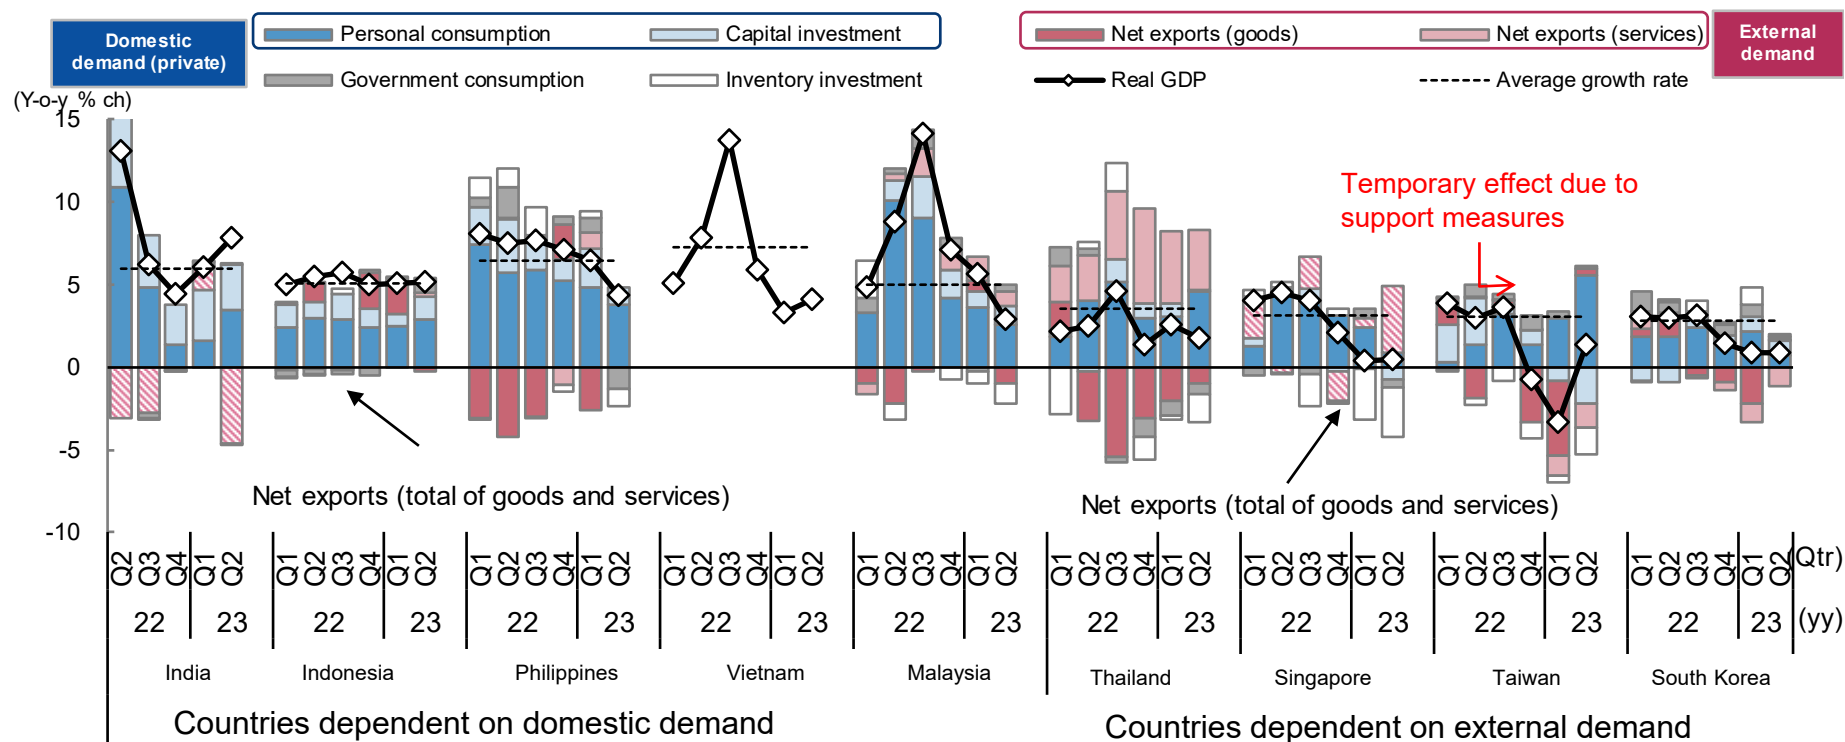 Domestic
demand (private)
Personal consumption
Capital investment
Net exports (goods)
Net exports (services)
External
demand
Government consumption
Inventory investment
Real GDP
Average growth rate
(Y-o-y % ch)
15
10
5
0
-5
-10
Temporary effect due to
support measures
Net exports (total of goods and services)
Net exports (total of goods and services)
Q2 Q3 Q4 Q1 Q2 Q1 Q2 Q3 Q4 Q1 Q2 Q1 Q2 Q3 Q4 Q1 Q2 Q1 Q2 Q3 Q4 Q1 Q2 Q1 Q2 Q3 Q4 Q1 Q2 Q1 Q2 Q3 Q4 Q1 Q2 Q1 Q2 Q3 Q4 Q1 Q2 Q1 Q2 Q3 Q4 Q1 Q2 Q1 Q2 Q3 Q4 Q1 Q2 (Qtr)
22 23 22 23 22 23 22 23 22 23 22 23 22 23 22 23 22 23 (yy)
India Indonesia Philippines Vietnam Malaysia Thailand Singapore Taiwan South Korea
Countries dependent on domestic demand
Countries dependent on external demand